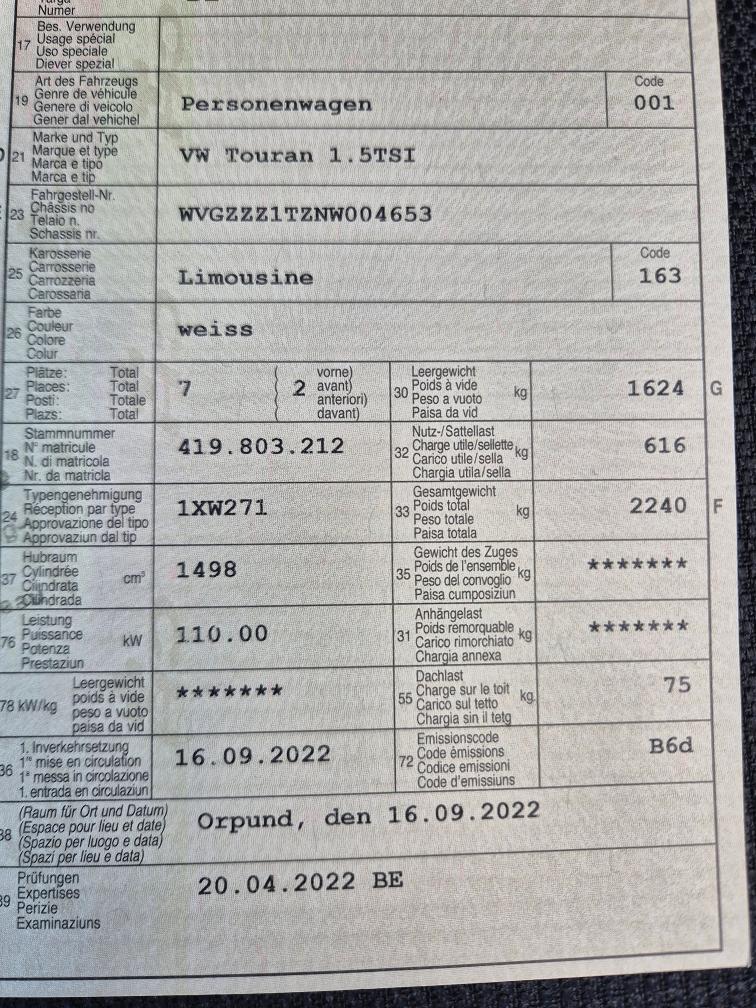 Numer
17 Bes. Verwendung
Usage spécial
Uso speciale
Diever spezial
19 Art des Fahrzeugs
Genre de véhicule
Genere di veicolo
Gener dal vehichel
Personenwagen
Code
001
21 Marke und Typ
Marque et type
Marca e tipo
Marca e tip
VW Touran 1.5TSI
23 Fahrgestell-Nr.
Châssis no
Telaio n.
Schassis nr.
WVGZZZ1TZNW004653
25 Karosserie
Carrosserie
Carrozzeria
Carossaria
Limousine
Code
163
26 Farbe
Couleur
Colore
Colur
weiss
27 Plätze: Total
Places: Total
Posti: Totale
Plazs: Total
7
( 2 vorne)
avant)
anteriori)
davant)
30 Leergewicht
Poids à vide
Peso a vuoto
Paisa da vid
kg
1624 G
18 Stammnummer
N° matricule
N. di matricola
Nr. da matricla
419.803.212
32 Nutz-/Sattellast
Charge utile/sellette
Carico utile/sella
Chargia utila/sella
kg
616
24 Typengenehmigung
Réception par type
Approvazione del tipo
Approvaziun dal tip
1XW271
33 Gesamtgewicht
Poids total
Peso totale
Paisa totala
kg
2240 F
37 Hubraum
Cylindrée
Cilindrata
Cilindrada
cm³
1498
35 Gewicht des Zuges
Poids de l'ensemble
Peso del convoglio
Paisa cumposiziun
kg
*******
76 Leistung
Puissance
Potenza
Prestaziun
kW
110.00
31 Anhängelast
Poids remorquable
Carico rimorchiato
Chargia annexa
kg
*******
78 kW/kg Leergewicht
poids à vide
peso a vuoto
paisa da vid
*******
55 Dachlast
Charge sur le toit
Carico sul tetto
Chargia sin il tetg
kg
75
36 1. Inverkehrsetzung
1re mise en circulation
1a messa in circolazione
1. entrada en circulaziun
16.09.2022
72 Emissionscode
Code émissions
Codice emissioni
Code d'emissiuns
B6d
38 (Raum für Ort und Datum)
(Espace pour lieu et date)
(Spazio per luogo e data)
(Spazi per lieu e data)
Orpund, den 16.09.2022
39 Prüfungen
Expertises
Perizie
Examinaziuns
20.04.2022 BE